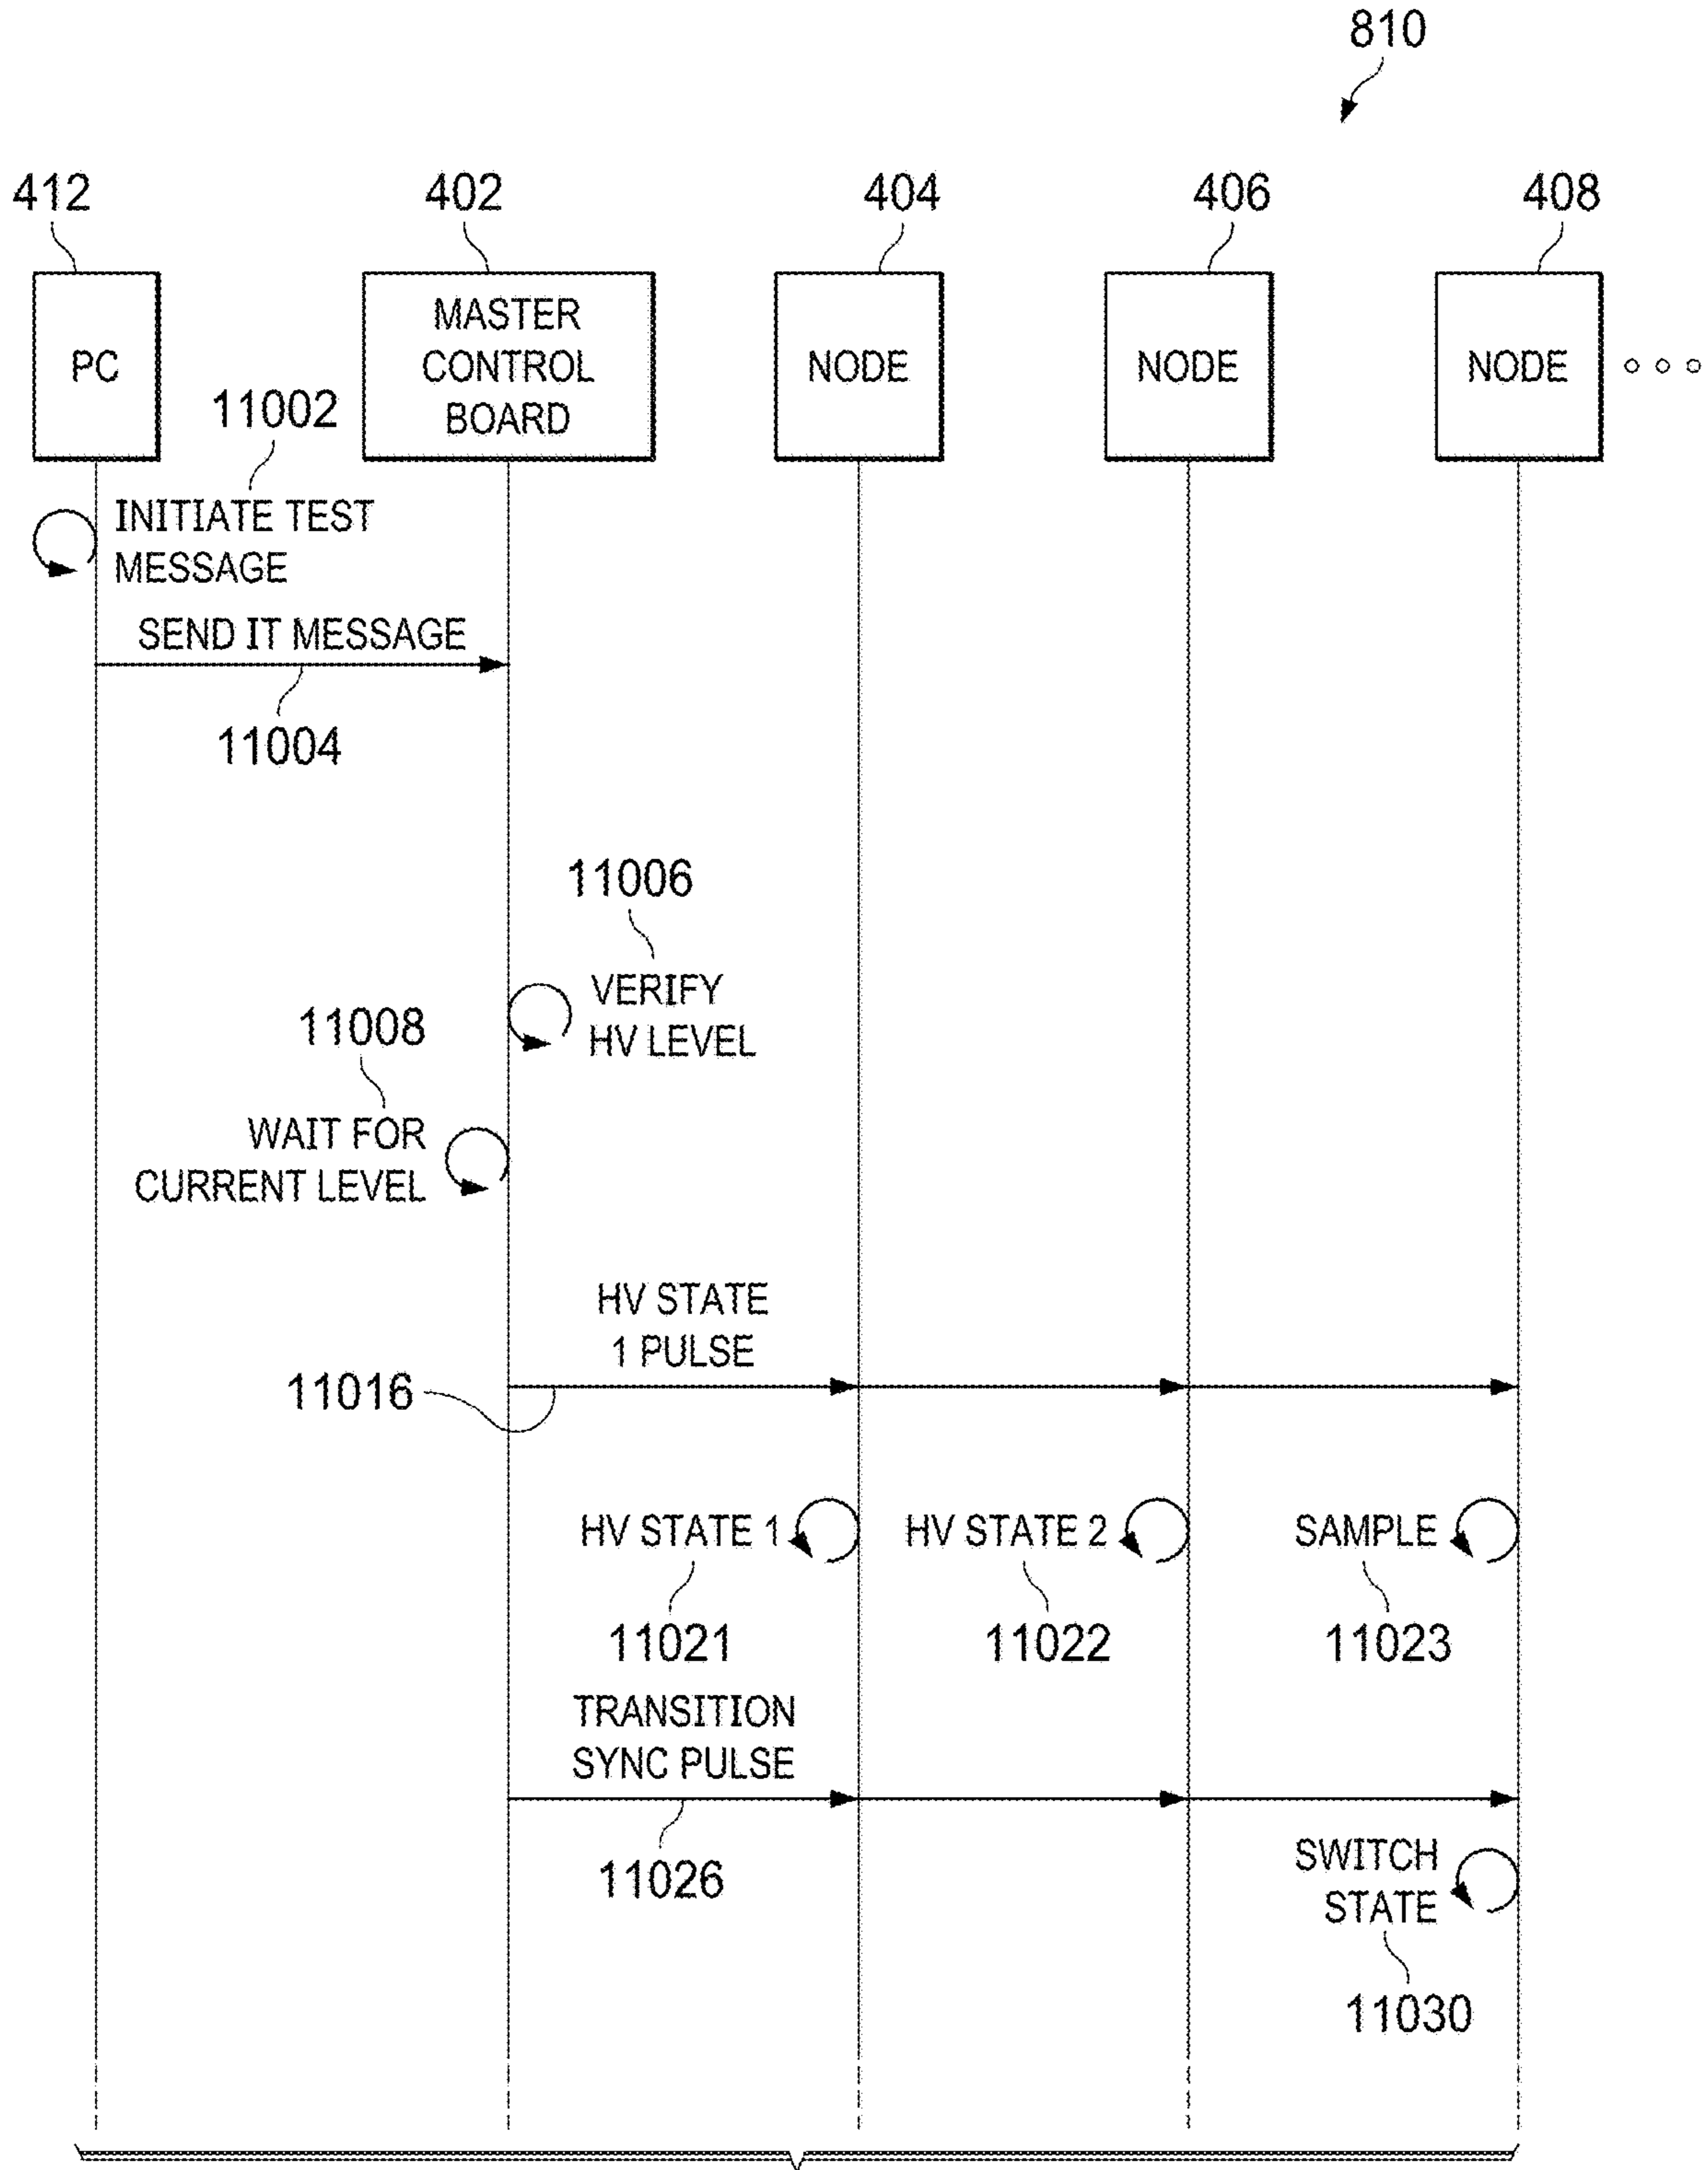 810
412
402
404
406
408
PC
MASTER
CONTROL
BOARD
NODE
NODE
NODE
11002
INITIATE TEST
MESSAGE
SEND IT MESSAGE
11004
11006
VERIFY
HV LEVEL
11008
WAIT FOR
CURRENT LEVEL
HV STATE
1 PULSE
11016
HV STATE 1
HV STATE 2
SAMPLE
11021
11022
11023
TRANSITION
SYNC PULSE
11026
SWITCH
STATE
11030